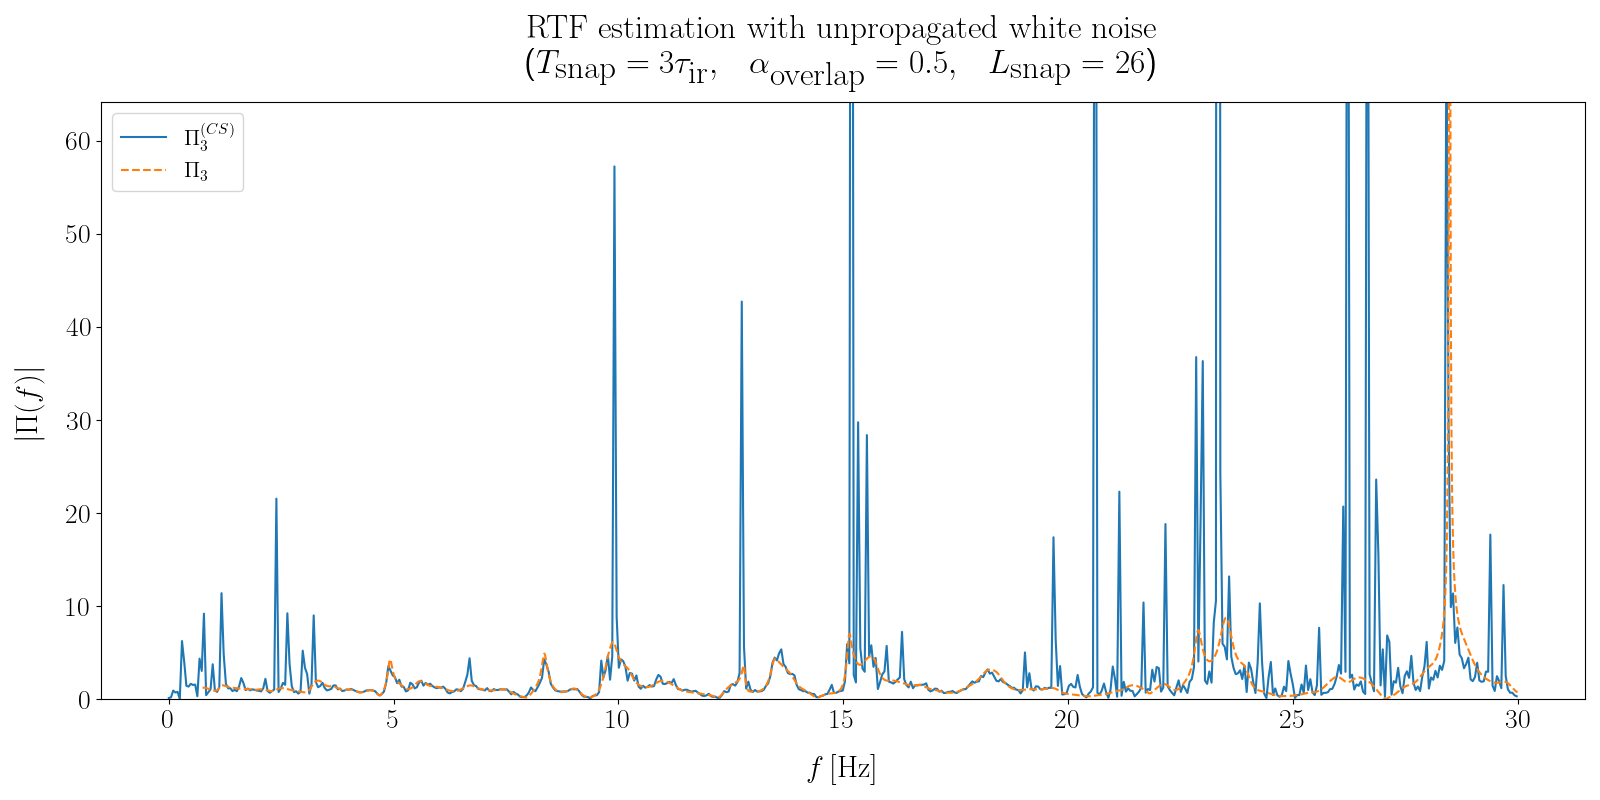 RTF estimation with unpropagated white noise
(T_snap = 3τ_ir, α_overlap = 0.5, L_snap = 26)
Π_3^(CS)
Π_3
60
50
40
30
20
10
0
|Π(f)|
0 5 10 15 20 25 30
f [Hz]